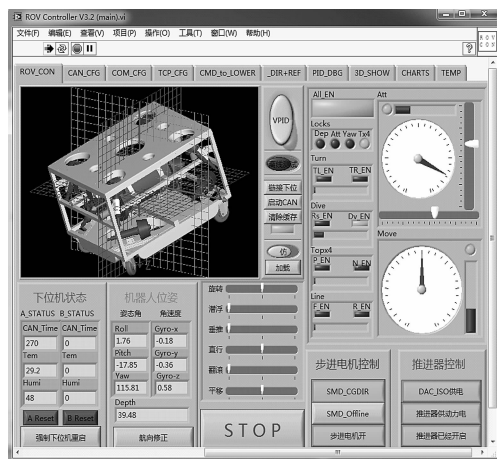 ROV Controller V3.2 (main).vi
文件(F) 编辑(E) 查看(V) 项目(P) 操作(O) 工具(T) 窗口(W) 帮助(H)
ROV_CON CAN_CFG COM_CFG TCP_CFG CMD_to_LOWER _DIR+REF PID_DBG 3D_SHOW CHARTS TEMP
VPID
链接下位
启动CAN
清除缓存
仿
加载
All_EN
Locks
Dep Att Yaw Tx4
Turn
TL_EN TR_EN
Dive
Rs_EN Dv_EN
Topx4
P_EN N_EN
Line
F_EN R_EN
Att
Move
下位机状态
A_STATUS B_STATUS
CAN_Time CAN_Time
270 0
Tem Tem
29.2 0
Humi Humi
48 0
A Reset B Reset
强制下位机重启
机器人位姿
姿态角 角速度
Roll Gyro-x
1.76 -0.18
Pitch Gyro-y
-17.85 -0.36
Yaw Gyro-z
115.81 0.58
Depth
39.48
航向修正
旋转
潜浮
垂推
直行
翻滚
平移
STOP
步进电机控制
SMD_CGDIR
SMD_Offline
步进电机开
推进器控制
DAC_ISO供电
推进器供动力电
推进器已经开启